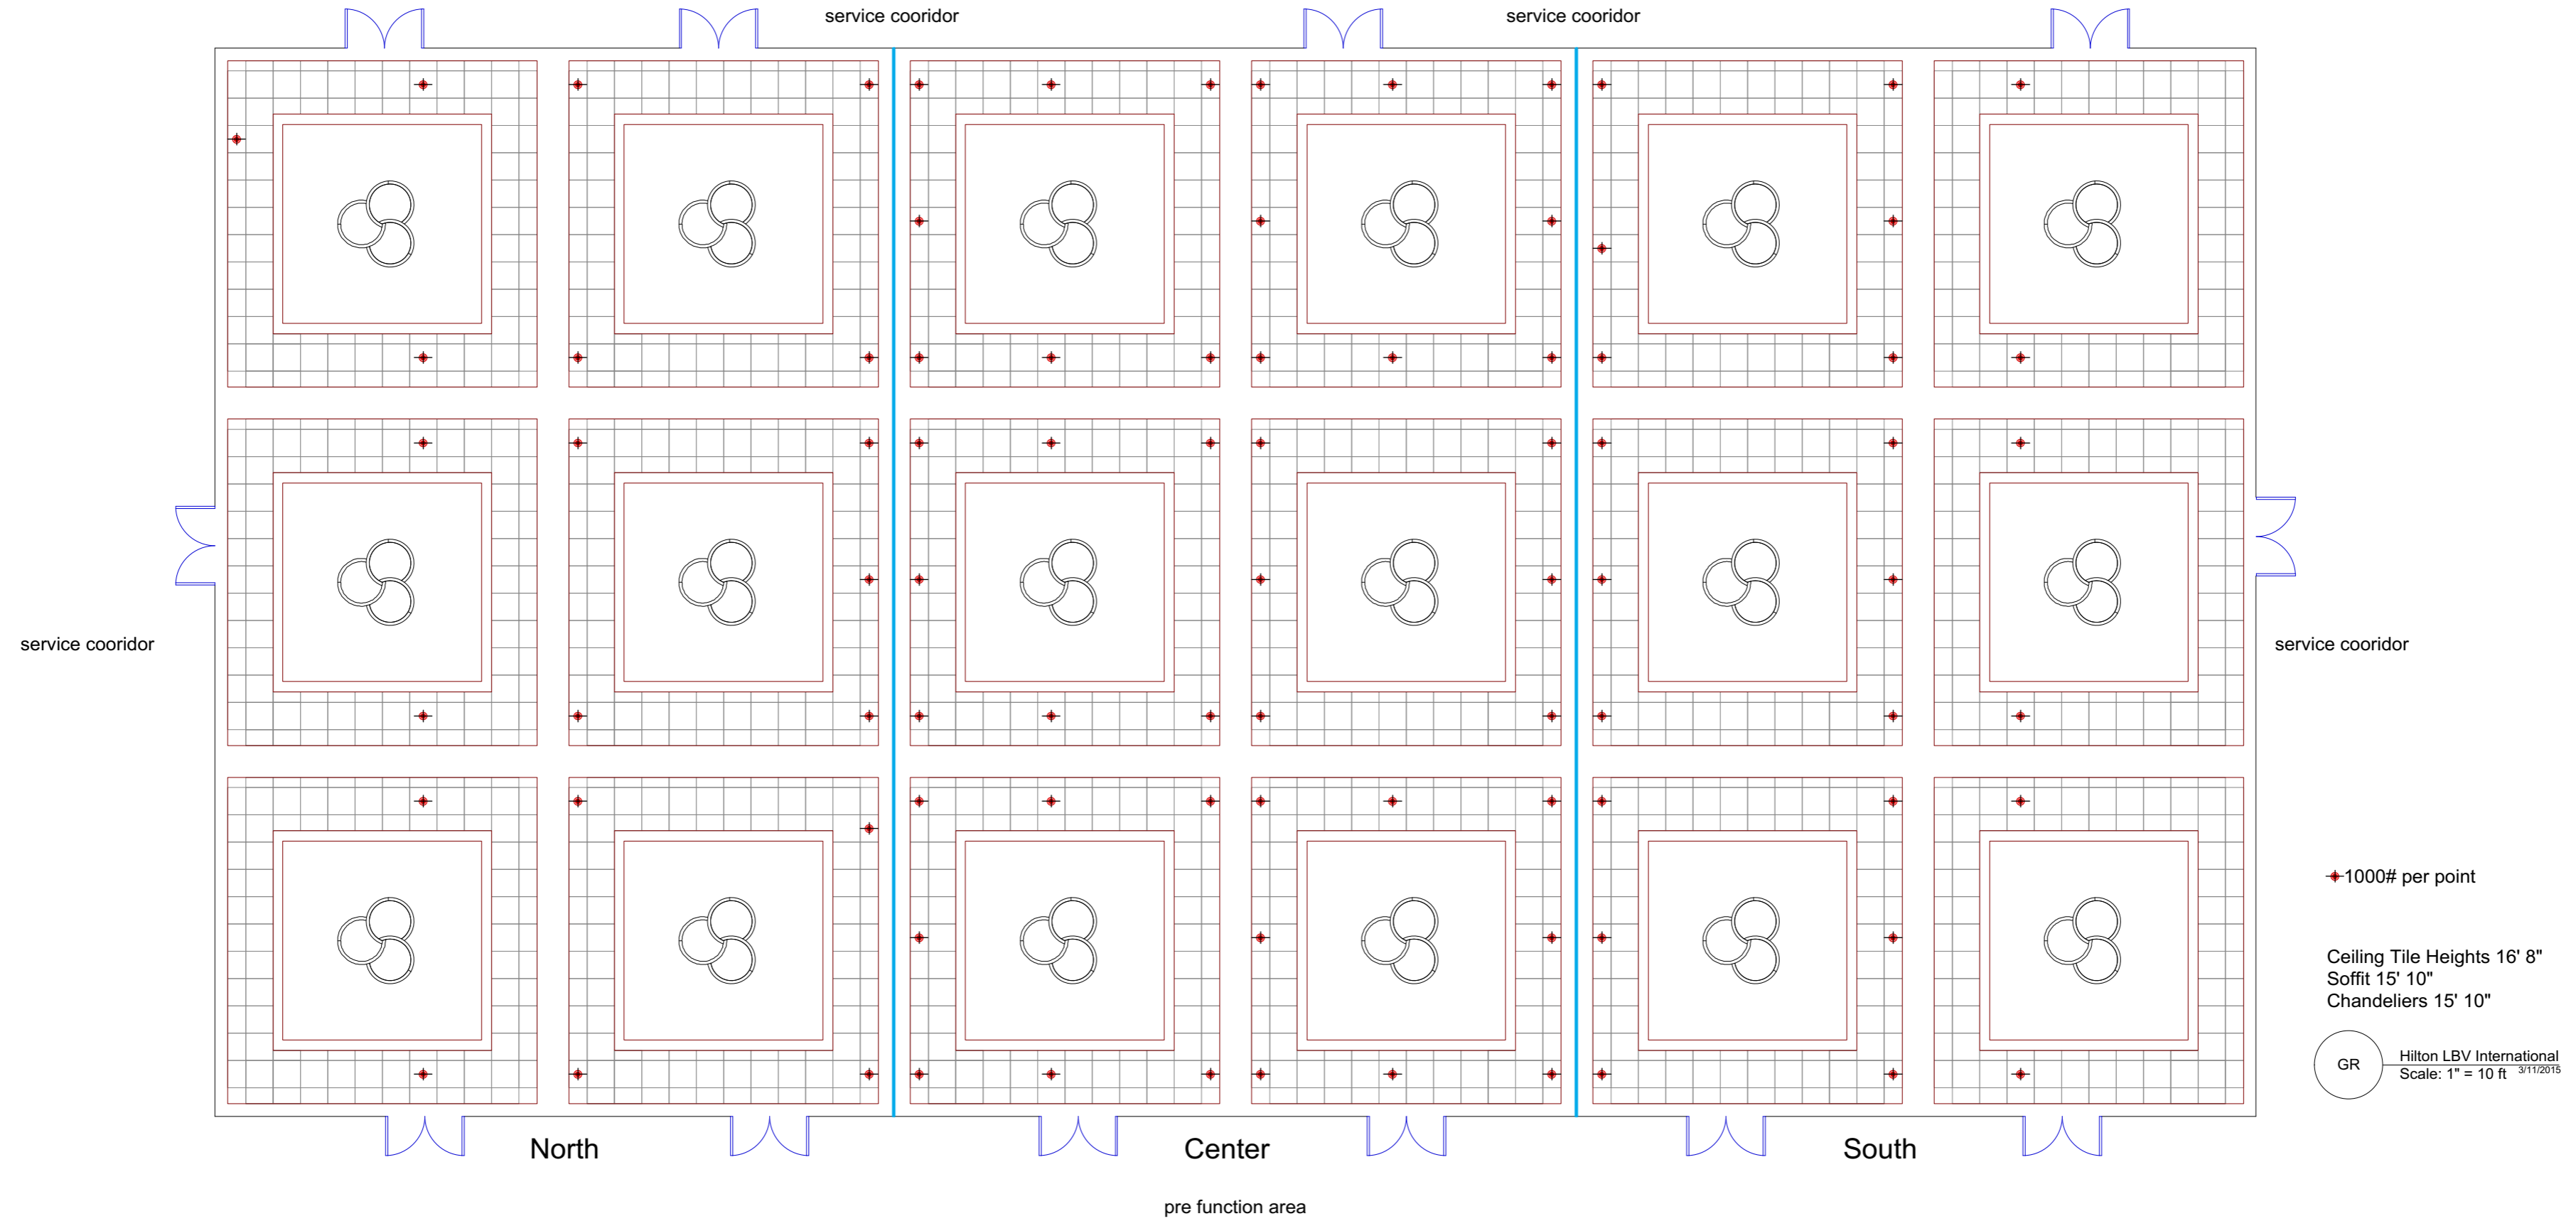 service cooridor
service cooridor
service cooridor
service cooridor
1000# per point
Ceiling Tile Heights 16' 8"
Soffit 15' 10"
Chandeliers 15' 10"
GR
Hilton LBV International
Scale: 1" = 10 ft 3/11/2015
North
Center
South
pre function area